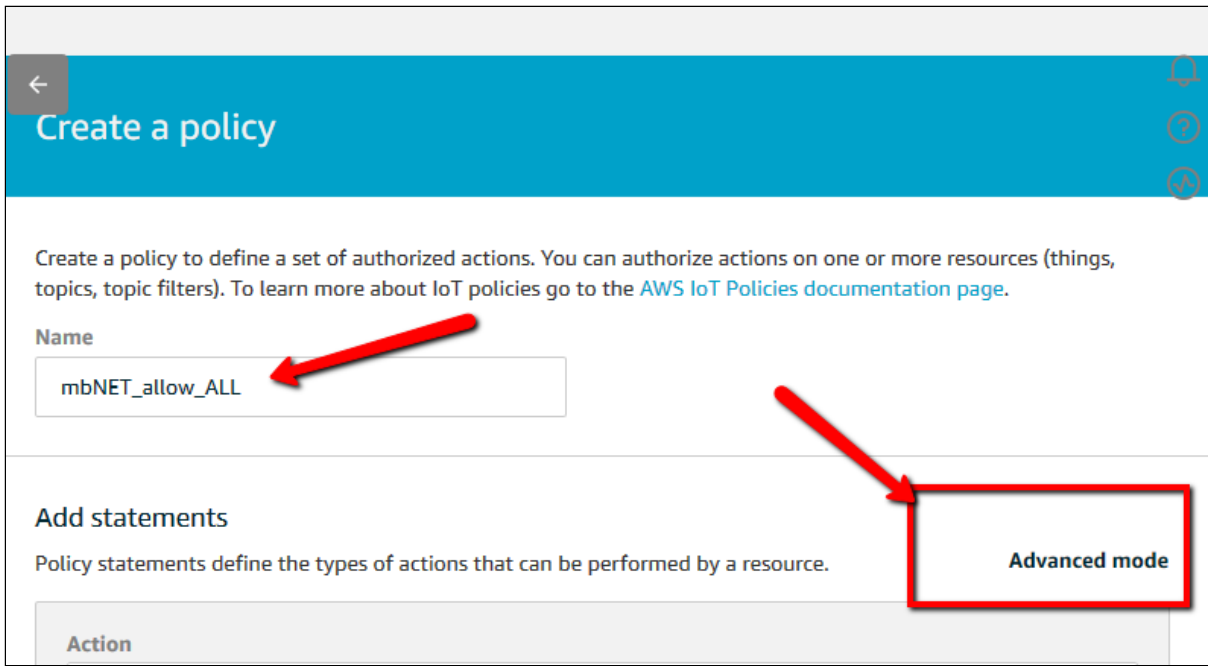 Create a policy
Create a policy to define a set of authorized actions. You can authorize actions on one or more resources (things,
topics, topic filters). To learn more about IoT policies go to the AWS IoT Policies documentation page.
Name
mbNET_allow_ALL
Add statements
Policy statements define the types of actions that can be performed by a resource.
Advanced mode
Action